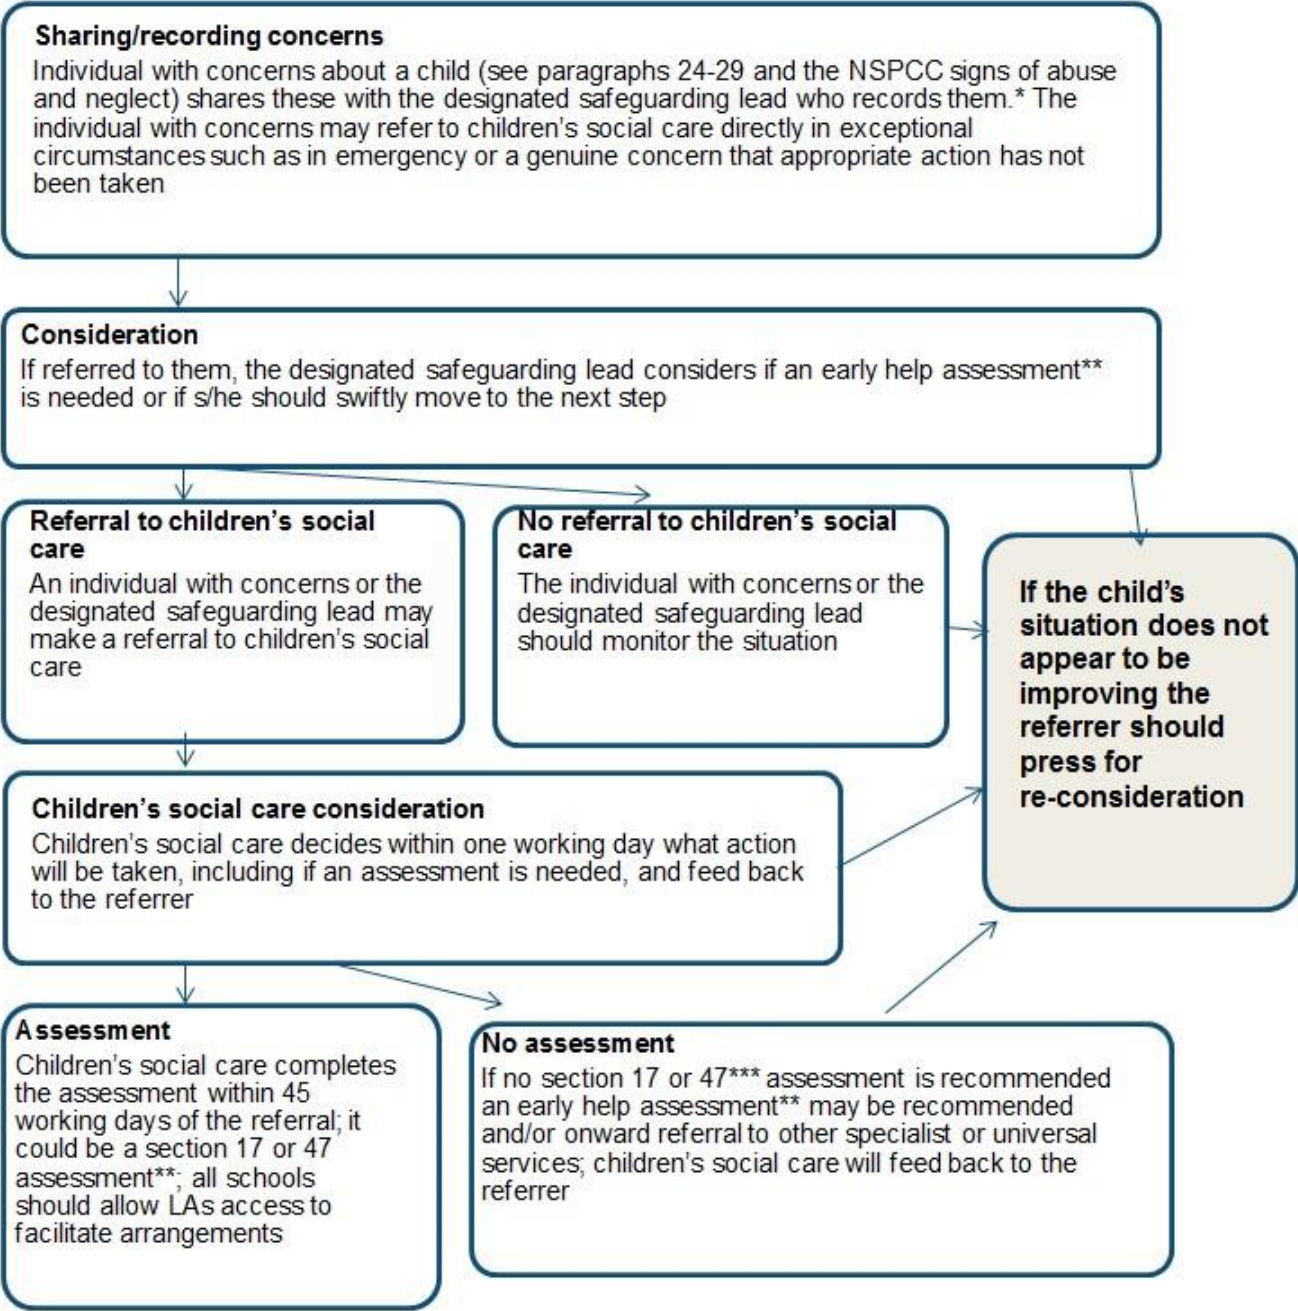 Sharing/recording concerns
Individual with concerns about a child (see paragraphs 24-29 and the NSPCC signs of abuse
and neglect) shares these with the designated safeguarding lead who records them.* The
individual with concerns may refer to children's social care directly in exceptional
circumstances such as in emergency or a genuine concern that appropriate action has not
been taken
Consideration
If referred to them, the designated safeguarding lead considers if an early help assessment**
is needed or if s/he should swiftly move to the next step
Referral to children's social
care
An individual with concerns or the
designated safeguarding lead may
make a referral to children's social
care
No referral to children's social
care
The individual with concerns or the
designated safeguarding lead
should monitor the situation
If the child's
situation does not
appear to be
improving the
referrer should
press for
re-consideration
Children's social care consideration
Children's social care decides within one working day what action
will be taken, including if an assessment is needed, and feed back
to the referrer
Assessment
Children's social care completes
the assessment within 45
working days of the referral; it
could be a section 17 or 47
assessment**; all schools
should allow LAs access to
facilitate arrangements
No assessment
If no section 17 or 47*** assessment is recommended
an early help assessment** may be recommended
and/or onward referral to other specialist or universal
services; children's social care will feed back to the
referrer